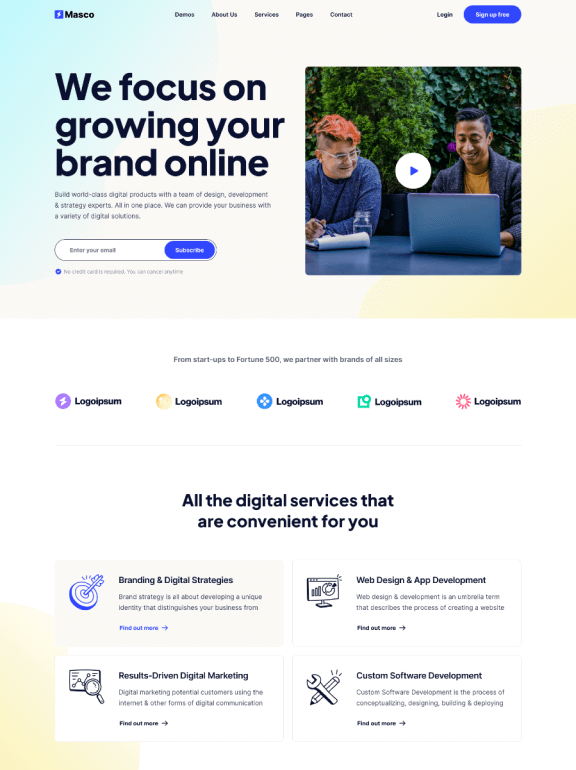 Masco
Demos About Us Services Pages Contact
Login Sign up free
We focus on
growing your
brand online
Build world-class digital products with a team of design, development
& strategy experts. All in one place. We can provide your business with
a variety of digital solutions.
Enter your email Subscribe
No credit card is required. You can cancel anytime
From start-ups to Fortune 500, we partner with brands of all sizes
Logoipsum Logoipsum Logoipsum Logoipsum Logoipsum
All the digital services that
are convenient for you
Branding & Digital Strategies
Brand strategy is all about developing a unique
identity that distinguishes your business from
Find out more →
Web Design & App Development
Web design & development is an umbrella term
that describes the process of creating a website
Find out more →
Results-Driven Digital Marketing
Digital marketing potential customers using the
internet & other forms of digital communication
Find out more →
Custom Software Development
Custom Software Development is the process of
conceptualizing, designing, building & deploying
Find out more →